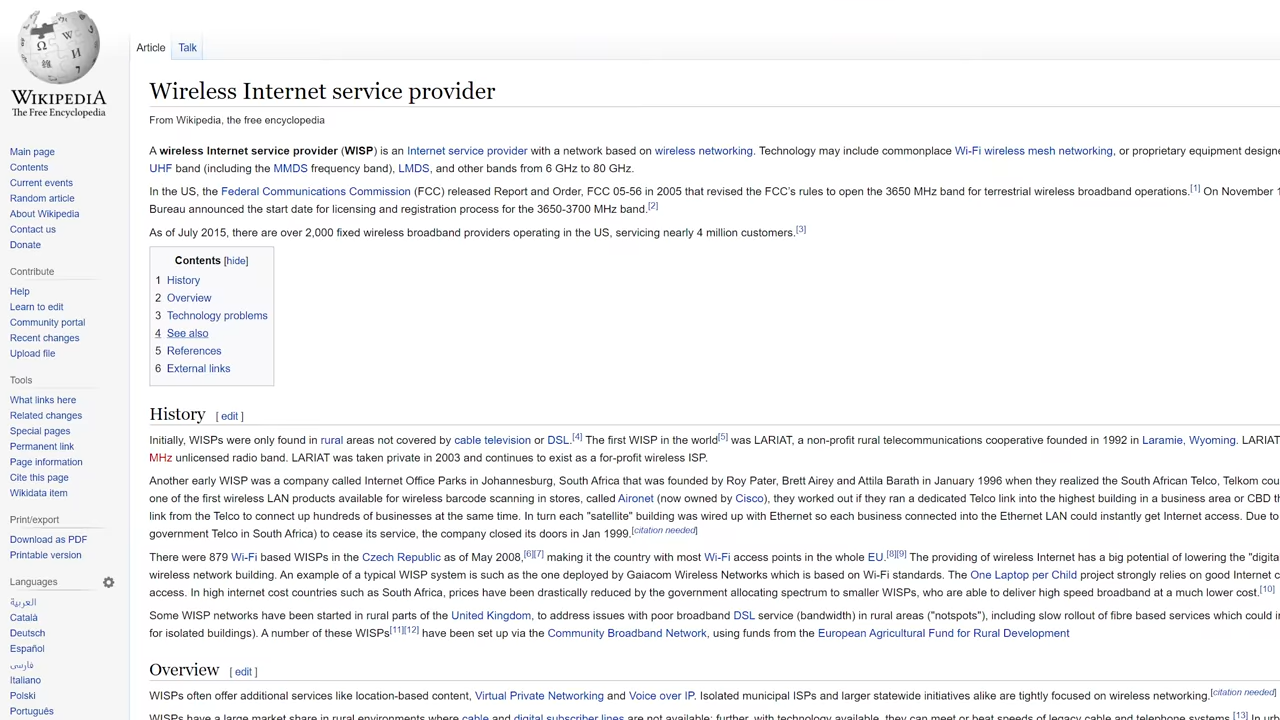 WIKIPEDIA
The Free Encyclopedia
Main page
Contents
Current events
Random article
About Wikipedia
Contact us
Donate
Contribute
Help
Learn to edit
Community portal
Recent changes
Upload file
Tools
What links here
Related changes
Special pages
Permanent link
Page information
Cite this page
Wikidata item
Print/export
Download as PDF
Printable version
Languages
العربية
Català
Deutsch
Español
فارسی
Italiano
Polski
Português
Article Talk
Wireless Internet service provider
From Wikipedia, the free encyclopedia
A wireless Internet service provider (WISP) is an Internet service provider with a network based on wireless networking. Technology may include commonplace Wi-Fi wireless mesh networking, or proprietary equipment designe
UHF band (including the MMDS frequency band), LMDS, and other bands from 6 GHz to 80 GHz.
In the US, the Federal Communications Commission (FCC) released Report and Order, FCC 05-56 in 2005 that revised the FCC's rules to open the 3650 MHz band for terrestrial wireless broadband operations.[1] On November 1
Bureau announced the start date for licensing and registration process for the 3650-3700 MHz band.[2]
As of July 2015, there are over 2,000 fixed wireless broadband providers operating in the US, servicing nearly 4 million customers.[3]
Contents [hide]
1 History
2 Overview
3 Technology problems
4 See also
5 References
6 External links
History [ edit ]
Initially, WISPs were only found in rural areas not covered by cable television or DSL.[4] The first WISP in the world[5] was LARIAT, a non-profit rural telecommunications cooperative founded in 1992 in Laramie, Wyoming. LARIAT
MHz unlicensed radio band. LARIAT was taken private in 2003 and continues to exist as a for-profit wireless ISP.
Another early WISP was a company called Internet Office Parks in Johannesburg, South Africa that was founded by Roy Pater, Brett Airey and Attila Barath in January 1996 when they realized the South African Telco, Telkom cou
one of the first wireless LAN products available for wireless barcode scanning in stores, called Aironet (now owned by Cisco), they worked out if they ran a dedicated Telco link into the highest building in a business area or CBD th
link from the Telco to connect up hundreds of businesses at the same time. In turn each "satellite" building was wired up with Ethernet so each business connected into the Ethernet LAN could instantly get Internet access. Due to
government Telco in South Africa) to cease its service, the company closed its doors in Jan 1999.[citation needed]
There were 879 Wi-Fi based WISPs in the Czech Republic as of May 2008,[6][7] making it the country with most Wi-Fi access points in the whole EU.[8][9] The providing of wireless Internet has a big potential of lowering the "digita
wireless network building. An example of a typical WISP system is such as the one deployed by Gaiacom Wireless Networks which is based on Wi-Fi standards. The One Laptop per Child project strongly relies on good Internet c
access. In high internet cost countries such as South Africa, prices have been drastically reduced by the government allocating spectrum to smaller WISPs, who are able to deliver high speed broadband at a much lower cost.[10]
Some WISP networks have been started in rural parts of the United Kingdom, to address issues with poor broadband DSL service (bandwidth) in rural areas ("notspots"), including slow rollout of fibre based services which could i
for isolated buildings). A number of these WISPs[11][12] have been set up via the Community Broadband Network, using funds from the European Agricultural Fund for Rural Development
Overview [ edit ]
WISPs often offer additional services like location-based content, Virtual Private Networking and Voice over IP. Isolated municipal ISPs and larger statewide initiatives alike are tightly focused on wireless networking.[citation needed]
WISPs have a large market share in rural environments where cable and digital subscriber lines are not available; further, with technology available, they can meet or beat speeds of legacy cable and telephone systems.[13] In urb